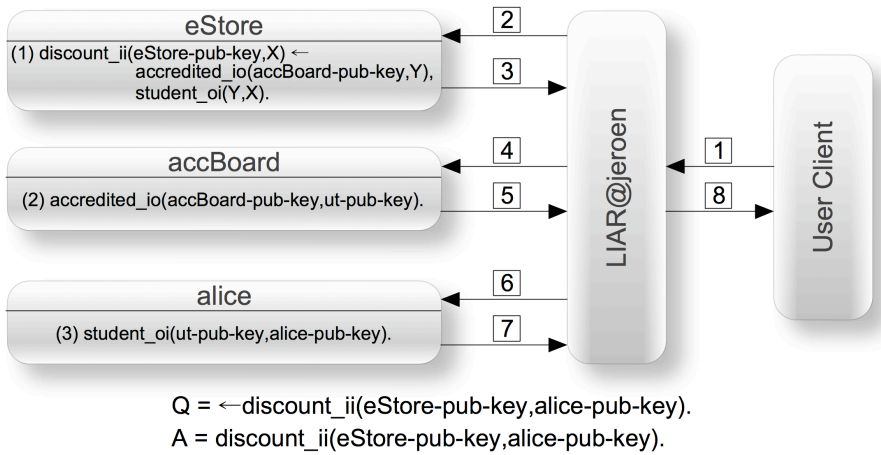 eStore
(1) discount_ii(eStore-pub-key,X) ←
accredited_io(accBoard-pub-key,Y),
student_oi(Y,X).
accBoard
(2) accredited_io(accBoard-pub-key,ut-pub-key).
alice
(3) student_oi(ut-pub-key,alice-pub-key).
2
3
4
5
6
7
LIAR@jeroen
1
8
User Client
Q = ←discount_ii(eStore-pub-key,alice-pub-key).
A = discount_ii(eStore-pub-key,alice-pub-key).